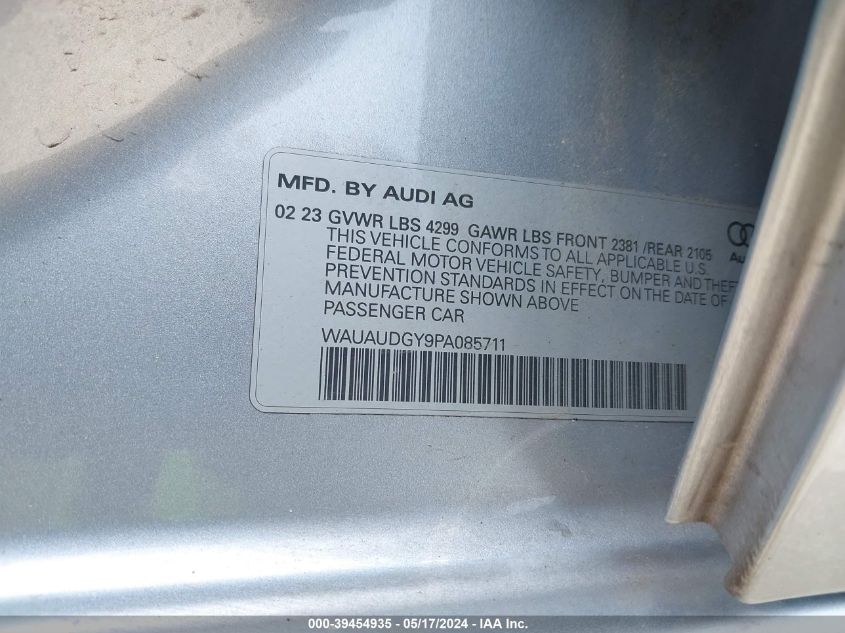 MFD. BY AUDI AG
02 23 GVWR LBS 4299 GAWR LBS FRONT 2381 /REAR 2105
THIS VEHICLE CONFORMS TO ALL APPLICABLE U.S.
FEDERAL MOTOR VEHICLE SAFETY, BUMPER AND THEFT
PREVENTION STANDARDS IN EFFECT ON THE DATE OF
MANUFACTURE SHOWN ABOVE
PASSENGER CAR
WAUAUDGY9PA085711
000-39454935 - 05/17/2024 - IAA Inc.